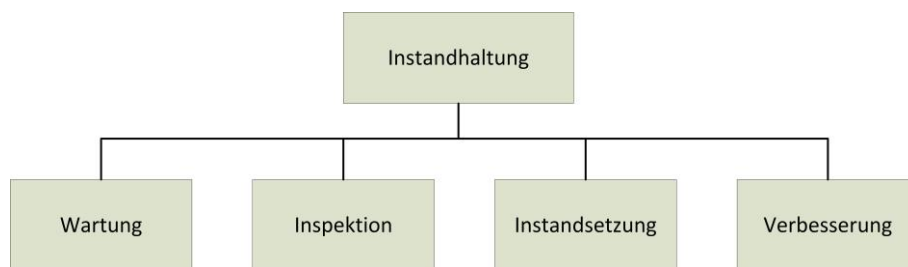 Instandhaltung
Wartung
Inspektion
Instandsetzung
Verbesserung